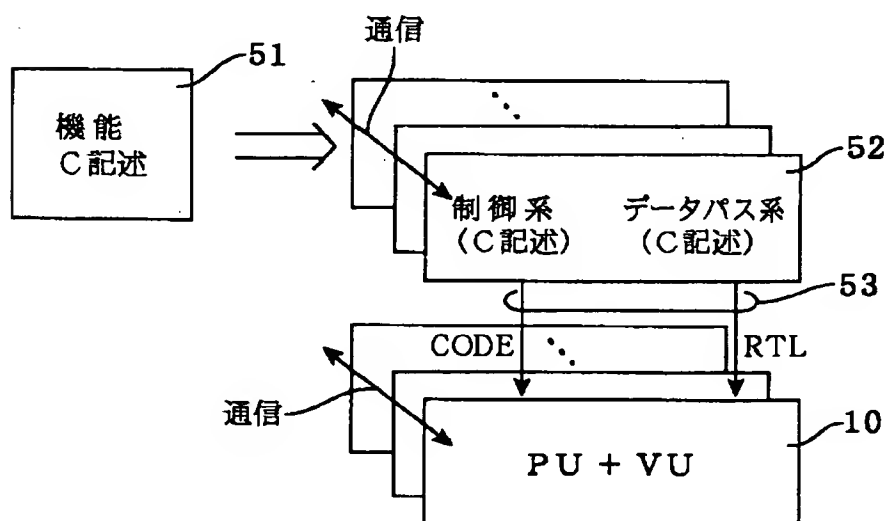 通信
51
機能
C記述
52
制御系
(C記述)
データパス系
(C記述)
53
CODE
RTL
通信
10
PU + VU